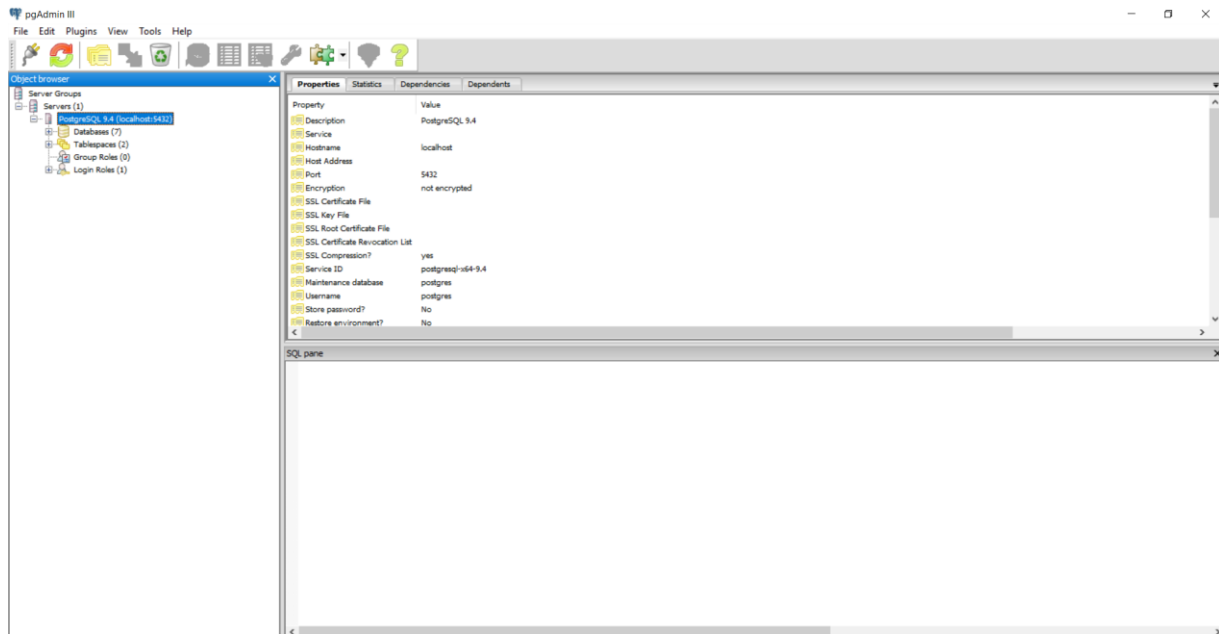 pgAdmin III
File Edit Plugins View Tools Help
Object browser
Server Groups
Servers (1)
PostgreSQL 9.4 (localhost:5432)
Databases (7)
Tablespaces (2)
Group Roles (0)
Login Roles (1)
Properties Statistics Dependencies Dependents
Property Value
Description PostgreSQL 9.4
Service
Hostname localhost
Host Address
Port 5432
Encryption not encrypted
SSL Certificate File
SSL Key File
SSL Root Certificate File
SSL Certificate Revocation List
SSL Compression? yes
Service ID postgresql-x64-9.4
Maintenance database postgres
Username postgres
Store password? No
Restore environment? No
SQL pane